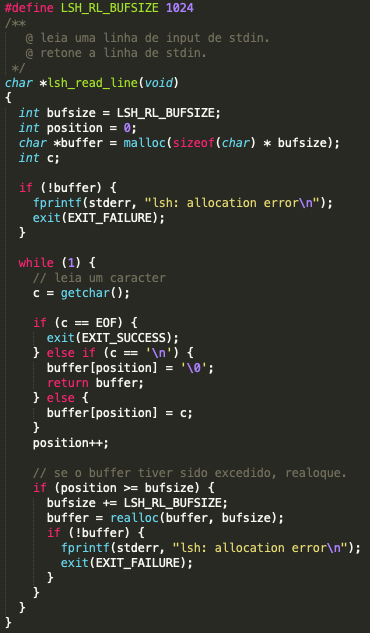 #define LSH_RL_BUFSIZE 1024
/**
   @ leia uma linha de input de stdin.
   @ retone a linha de stdin.
 */
char *lsh_read_line(void)
{
  int bufsize = LSH_RL_BUFSIZE;
  int position = 0;
  char *buffer = malloc(sizeof(char) * bufsize);
  int c;

  if (!buffer) {
    fprintf(stderr, "lsh: allocation error\n");
    exit(EXIT_FAILURE);
  }

  while (1) {
    // leia um caracter
    c = getchar();

    if (c == EOF) {
      exit(EXIT_SUCCESS);
    } else if (c == '\n') {
      buffer[position] = '\0';
      return buffer;
    } else {
      buffer[position] = c;
    }
    position++;

    // se o buffer tiver sido excedido, realoque.
    if (position >= bufsize) {
      bufsize += LSH_RL_BUFSIZE;
      buffer = realloc(buffer, bufsize);
      if (!buffer) {
        fprintf(stderr, "lsh: allocation error\n");
        exit(EXIT_FAILURE);
      }
    }
  }
}